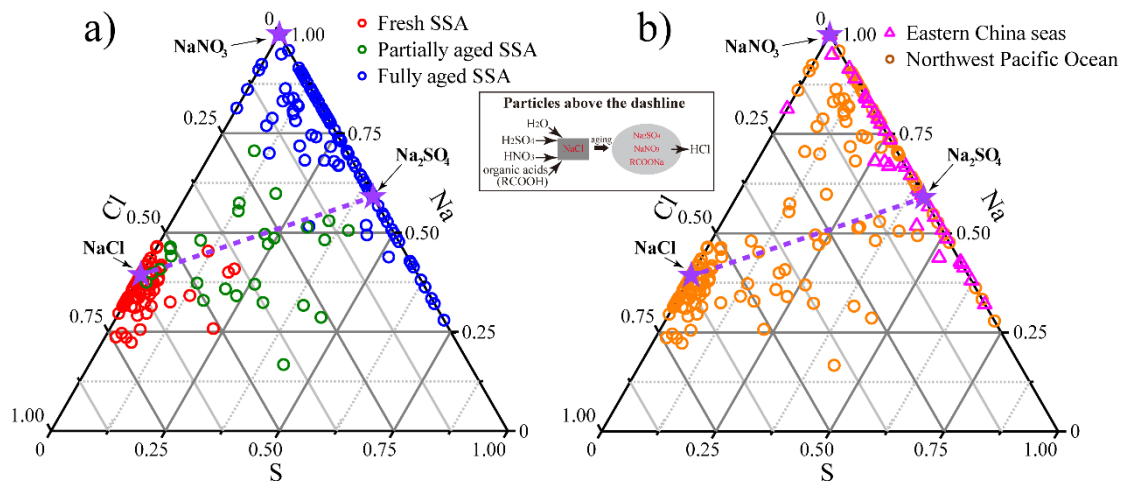 a)
Fresh SSA
Partially aged SSA
Fully aged SSA
NaNO₃
0
1.00
0.25
0.75
Na₂SO₄
Cl
Na
0.50
0.50
NaCl
0.75
0.25
1.00
0
0
0.25
0.50
0.75
1.00
S
Particles above the dashline
H₂O
H₂SO₄
HNO₃
organic acids
(RCOOH)
NaCl
aging
Na₂SO₄
NaNO₃
RCOONa
HCl
b)
Eastern China seas
Northwest Pacific Ocean
NaNO₃
0
1.00
0.25
0.75
Na₂SO₄
Cl
Na
0.50
0.50
NaCl
0.75
0.25
1.00
0
0
0.25
0.50
0.75
1.00
S